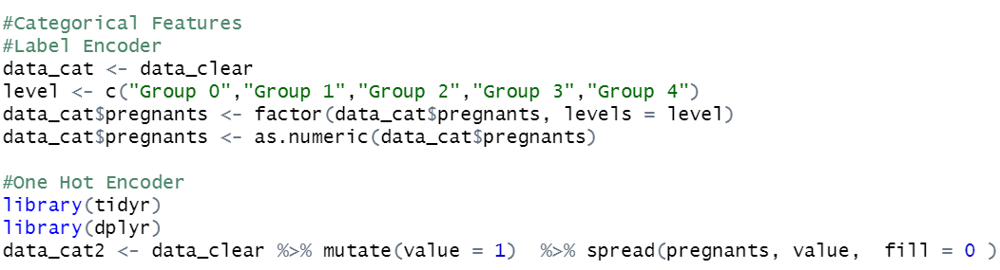 #Categorical Features
#Label Encoder
data_cat <- data_clear
level <- c("Group 0","Group 1","Group 2","Group 3","Group 4")
data_cat$pregnants <- factor(data_cat$pregnants, levels = level)
data_cat$pregnants <- as.numeric(data_cat$pregnants)
#One Hot Encoder
library(tidyr)
library(dplyr)
data_cat2 <- data_clear %>% mutate(value = 1)  %>% spread(pregnants, value,  fill = 0 )